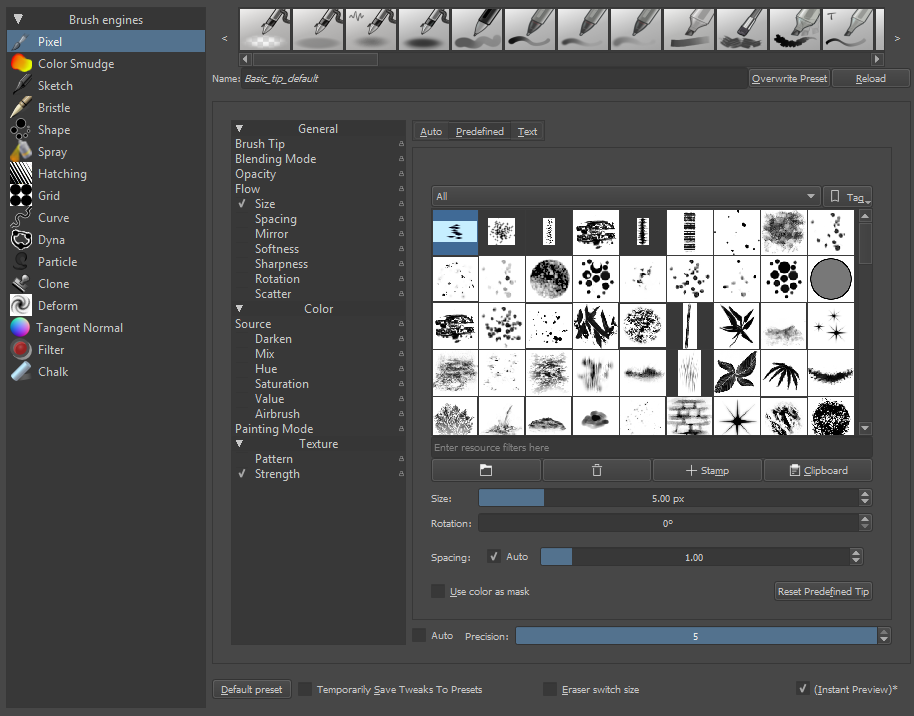 Brush engines
Pixel
Color Smudge
Sketch
Bristle
Shape
Spray
Hatching
Grid
Curve
Dyna
Particle
Clone
Deform
Tangent Normal
Filter
Chalk
<
>
Name: Basic_tip_default
Overwrite Preset
Reload
General
Brush Tip
Blending Mode
Opacity
Flow
Size
Spacing
Mirror
Softness
Sharpness
Rotation
Scatter
Color
Source
Darken
Mix
Hue
Saturation
Value
Airbrush
Painting Mode
Texture
Pattern
Strength
Auto Predefined Text
All
Tag
Enter resource filters here
Stamp
Clipboard
Size: 5.00 px
Rotation: 0°
Spacing: Auto 1.00
Use color as mask
Reset Predefined Tip
Auto Precision: 5
Default preset
Temporarily Save Tweaks To Presets
Eraser switch size
(Instant Preview)*